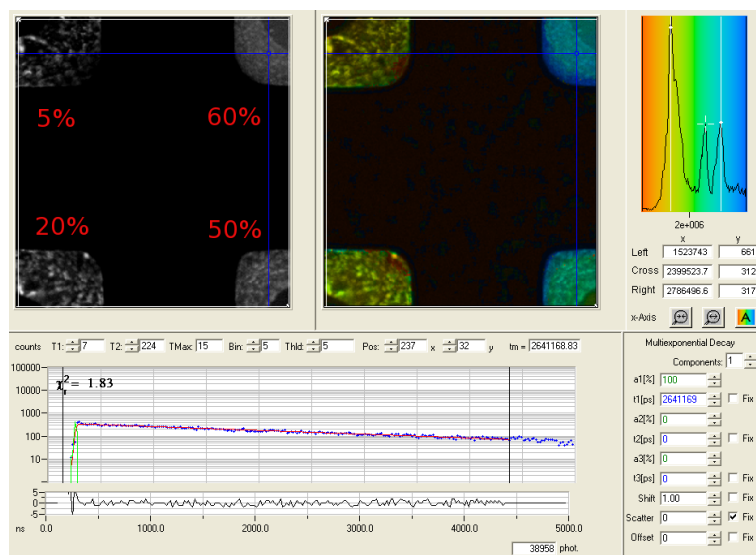 5%
60%
20%
50%
2e+006
x y
Left 1523743 661
Cross 2399523.7 312
Right 2786496.6 317
x-Axis A
counts T1: 7 T2: 224 TMax: 15 Bin: 5 Thld: 5 Pos: 237 x 32 y tm = 2641168.83
100000
10000
1000
100
10
χ²r = 1.83
5
0
-5
ns 0.0 1000.0 2000.0 3000.0 4000.0 5000.0
38958 phot.
Multiexponential Decay
Components: 1
a1[%] 100
t1[ps] 2641169 Fix
a2[%] 0
t2[ps] 0 Fix
a3[%] 0
t3[ps] 0 Fix
Shift 1.00 Fix
Scatter 0 Fix
Offset 0 Fix